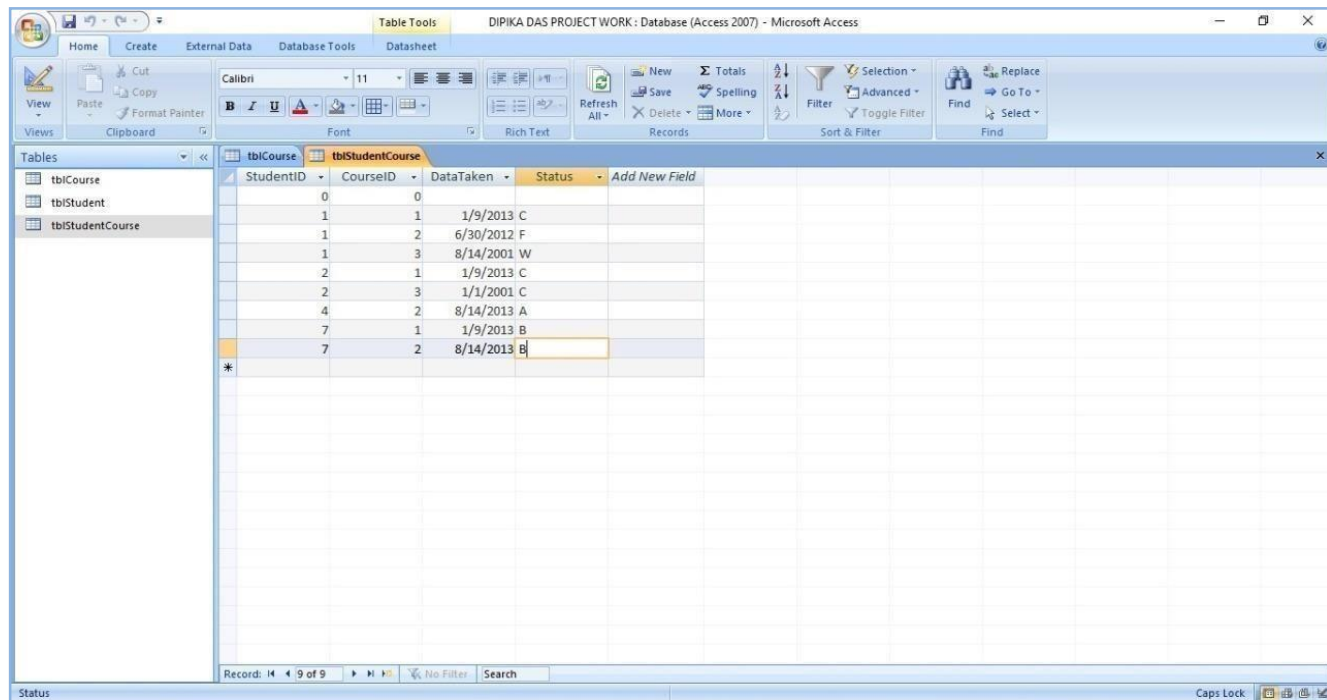 Table Tools DIPIKA DAS PROJECT WORK : Database (Access 2007) - Microsoft Access
Home Create External Data Database Tools Datasheet
View
Views
Paste
Cut
Copy
Format Painter
Clipboard
Calibri 11
B I U A
Font
Rich Text
Refresh
All
New
Save
Delete
Totals
Spelling
More
Records
Filter
Selection
Advanced
Toggle Filter
Sort & Filter
Find
Replace
Go To
Select
Find
Tables
tblCourse
tblStudent
tblStudentCourse
tblCourse tblStudentCourse
StudentID CourseID DataTaken Status Add New Field
0 0
1 1 1/9/2013 C
1 2 6/30/2012 F
1 3 8/14/2001 W
2 1 1/9/2013 C
2 3 1/1/2001 C
4 2 8/14/2013 A
7 1 1/9/2013 B
7 2 8/14/2013 B
Record: 9 of 9 No Filter Search
Status Caps Lock